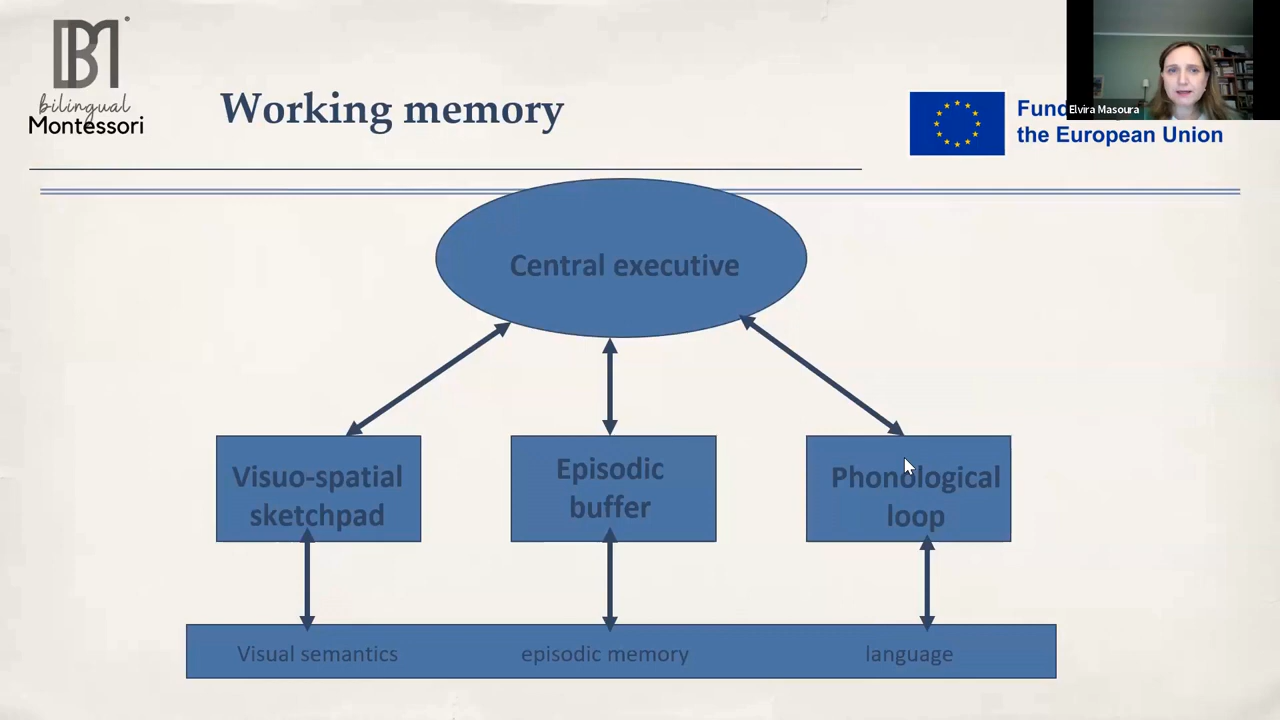 BM
bilingual
Montessori
Working memory
Elvira Masoura
the European Union
Central executive
Visuo-spatial
sketchpad
Episodic
buffer
Phonological
loop
Visual semantics
episodic memory
language